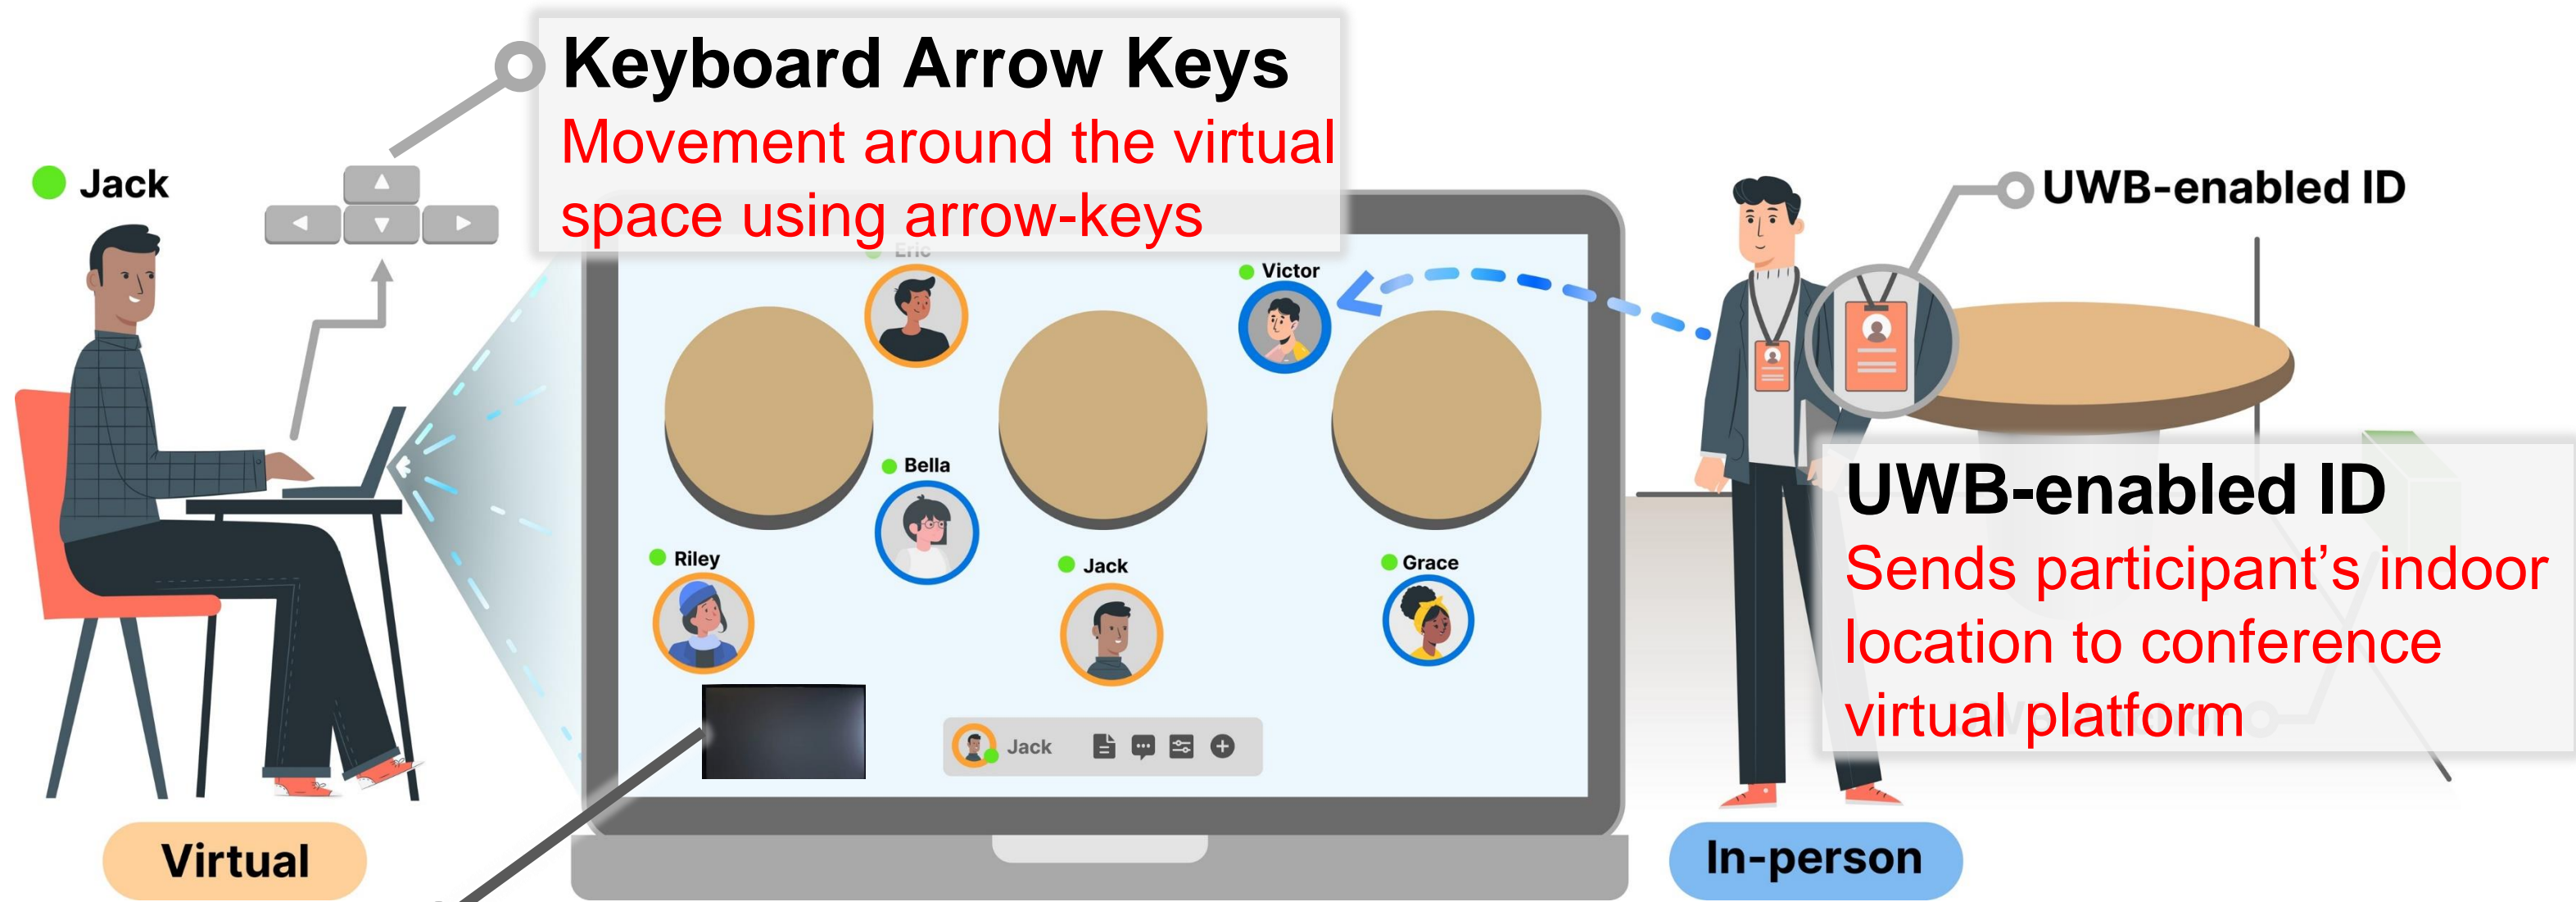 Keyboard Arrow Keys
Movement around the virtual
space using arrow-keys
Jack
UWB-enabled ID
Eric
Victor
Bella
Riley
Jack
Grace
Jack
UWB-enabled ID
Sends participant’s indoor
location to conference
virtual platform
Virtual
In-person